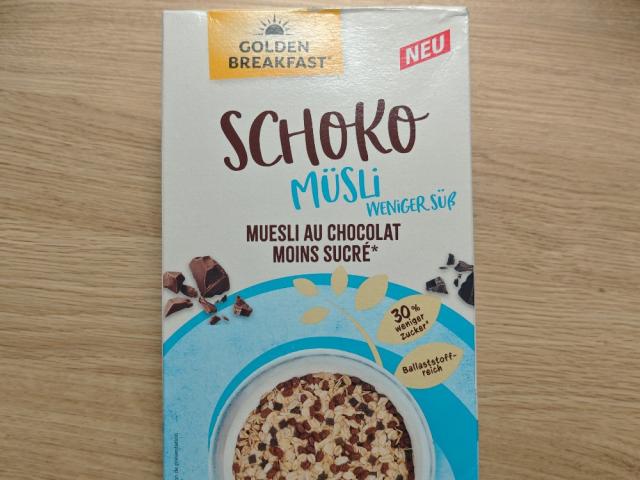 GOLDEN
BREAKFAST®
NEU
SCHOKO
MÜSLi
WENiGER SÜß
MUESLI AU CHOCOLAT
MOINS SUCRÉ*
30%
weniger
Zucker*
Ballaststoff-
reich